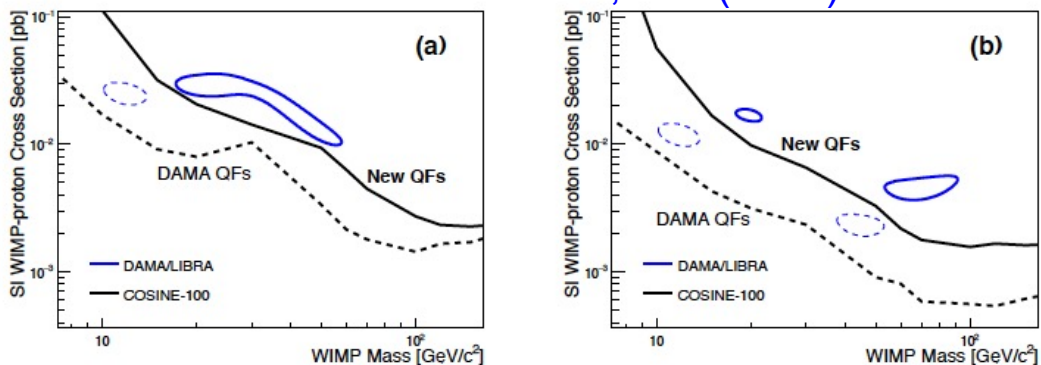 (a)
SI WIMP-proton Cross Section [pb]
10⁻¹
10⁻²
10⁻³
DAMA QFs
New QFs
DAMA/LIBRA
COSINE-100
10
10²
WIMP Mass [GeV/c²]
(b)
SI WIMP-proton Cross Section [pb]
10⁻¹
10⁻²
10⁻³
New QFs
DAMA QFs
DAMA/LIBRA
COSINE-100
10
10²
WIMP Mass [GeV/c²]